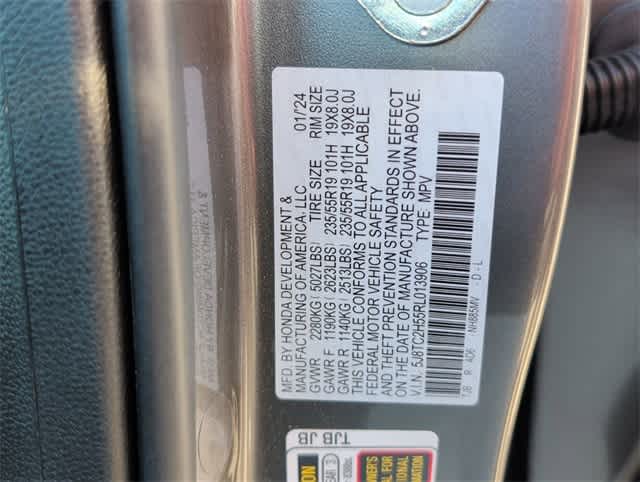 MFD. BY HONDA DEVELOPMENT & 01/24
MANUFACTURING OF AMERICA, LLC
TIRE SIZE RIM SIZE
GVWR 2280KG( 5027LBS)
GAWR F 1190KG( 2623LBS) 235/55R19 101H 19X8.0J
GAWR R 1140KG( 2513LBS) 235/55R19 101H 19X8.0J
THIS VEHICLE CONFORMS TO ALL APPLICABLE
FEDERAL MOTOR VEHICLE SAFETY
AND THEFT PREVENTION STANDARDS IN EFFECT
ON THE DATE OF MANUFACTURE SHOWN ABOVE.
V.I.N. 5J8TC2H55RL013906 TYPE: MPV
TJB R 4D6 NH885MV D-L
TJB JB